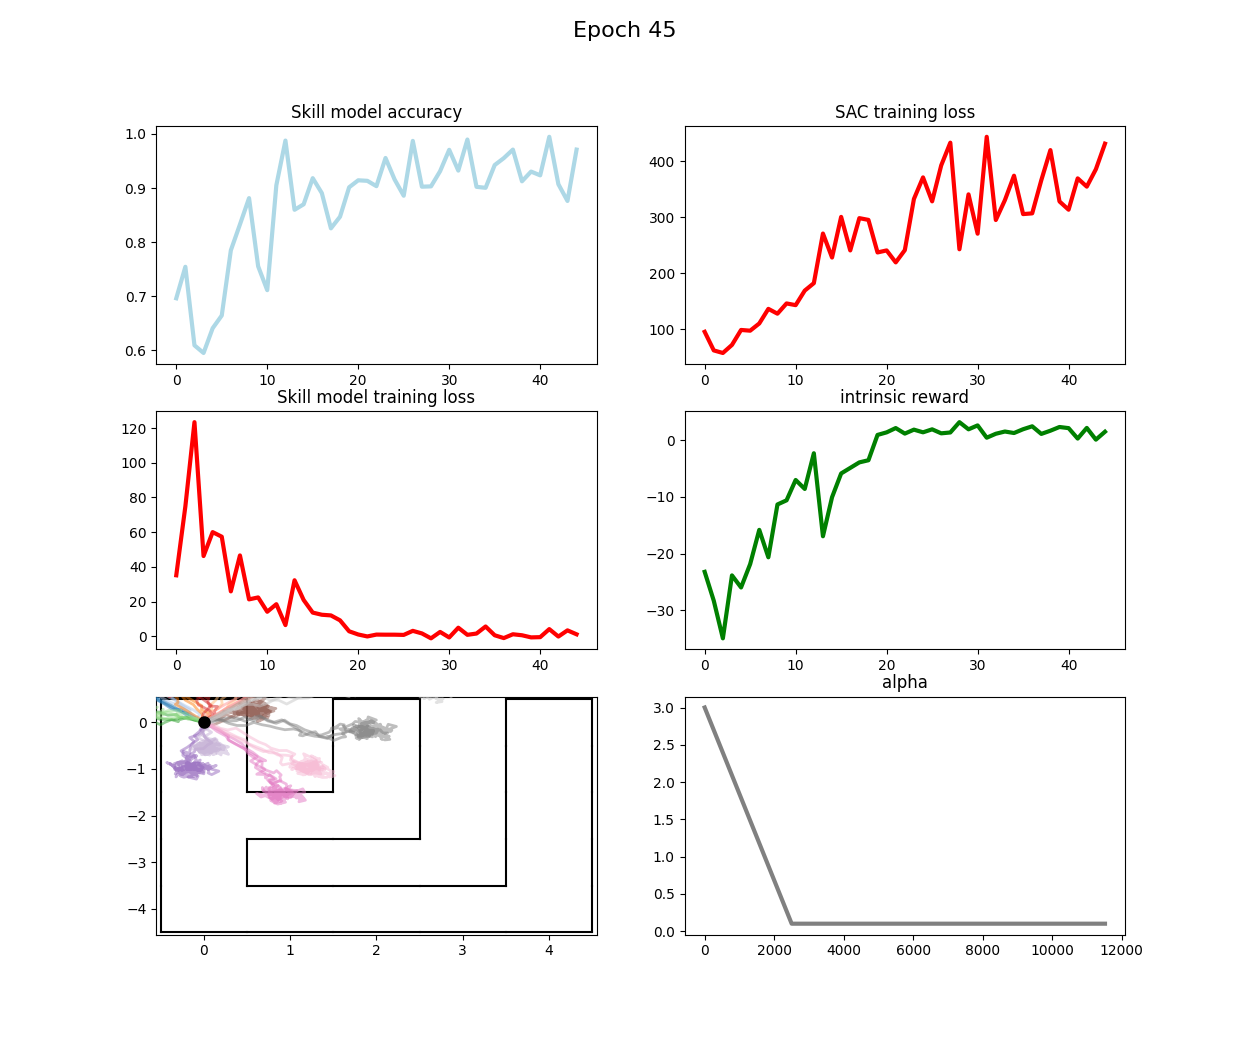 Epoch 45
Skill model accuracy
1.0
0.9
0.8
0.7
0.6
0 10 20 30 40
SAC training loss
400
300
200
100
0 10 20 30 40
Skill model training loss
120
100
80
60
40
20
0
0 10 20 30 40
intrinsic reward
0
−10
−20
−30
0 10 20 30 40
0
−1
−2
−3
−4
0 1 2 3 4
alpha
3.0
2.5
2.0
1.5
1.0
0.5
0.0
0 2000 4000 6000 8000 10000 12000